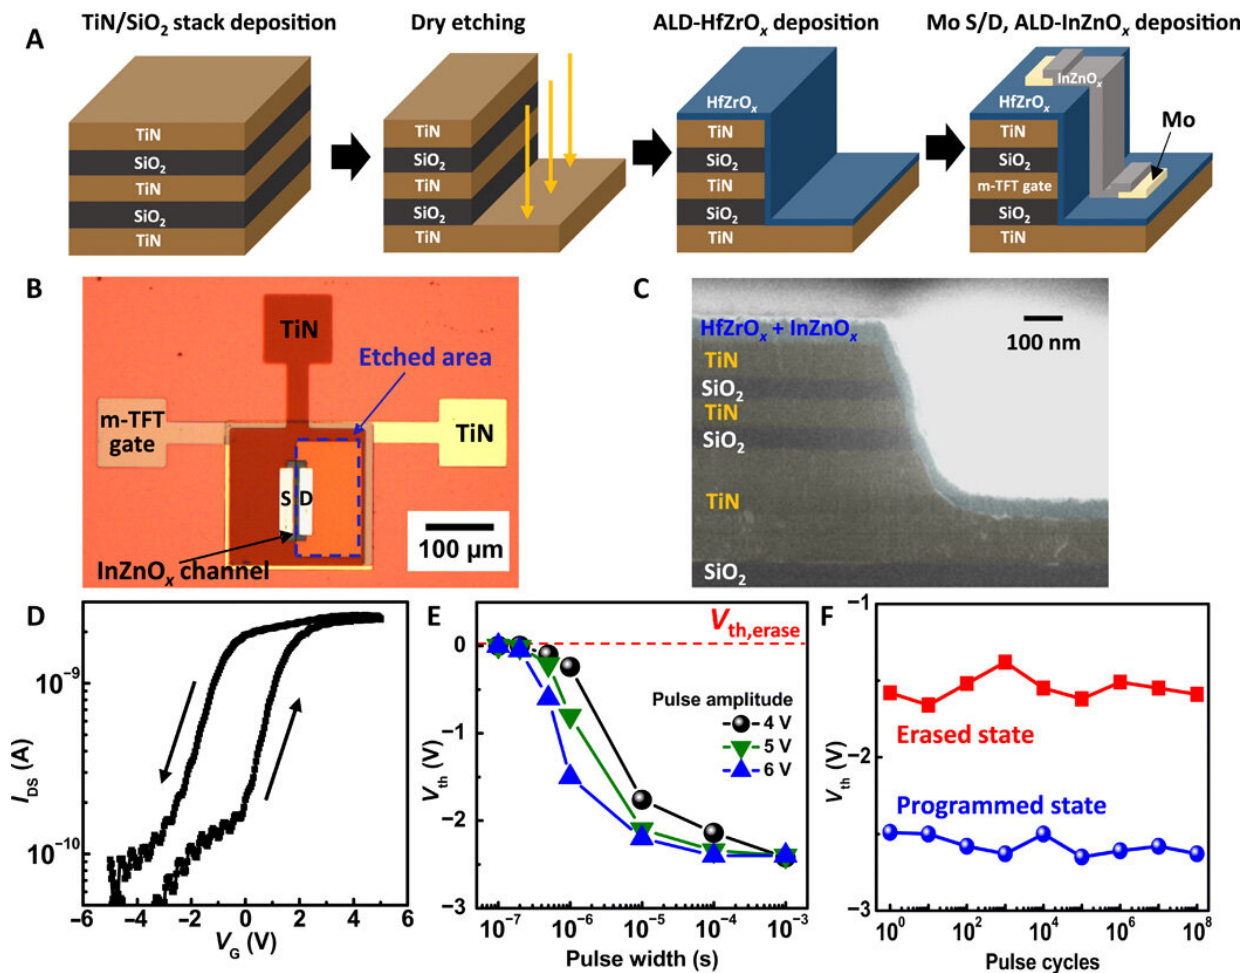 A
TiN/SiO₂ stack deposition
Dry etching
ALD-HfZrOₓ deposition
Mo S/D, ALD-InZnOₓ deposition
TiN
SiO₂
TiN
SiO₂
TiN
TiN
SiO₂
TiN
SiO₂
TiN
HfZrOₓ
TiN
SiO₂
TiN
SiO₂
TiN
InZnOₓ
HfZrOₓ
Mo
TiN
SiO₂
m-TFT gate
SiO₂
TiN
B
TiN
Etched area
m-TFT
gate
TiN
S D
InZnOₓ channel
100 µm
C
HfZrOₓ + InZnOₓ
100 nm
TiN
SiO₂
TiN
SiO₂
TiN
SiO₂
D
10⁻⁹
10⁻¹⁰
I_DS (A)
−6 −4 −2 0 2 4 6
V_G (V)
E
V_th,erase
0
−1
−2
−3
V_th (V)
Pulse amplitude
4 V
5 V
6 V
10⁻⁷ 10⁻⁶ 10⁻⁵ 10⁻⁴ 10⁻³
Pulse width (s)
F
−1
−2
−3
V_th (V)
Erased state
Programmed state
10⁰ 10² 10⁴ 10⁶ 10⁸
Pulse cycles